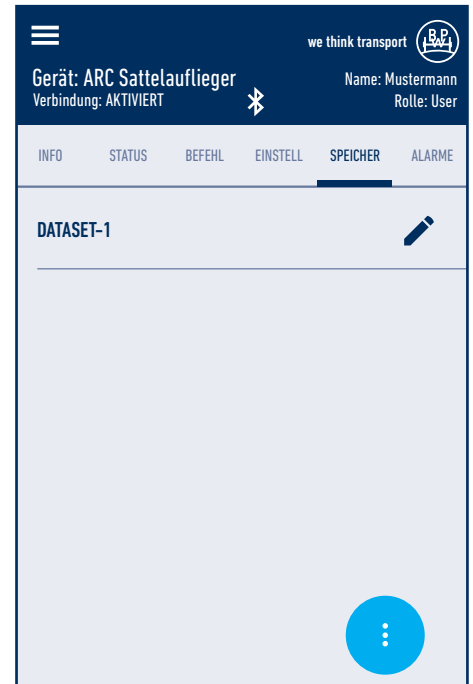 we think transport BPW
Gerät: ARC Sattelauflieger
Name: Mustermann
Verbindung: AKTIVIERT
Rolle: User
INFO STATUS BEFEHL EINSTELL SPEICHER ALARME
DATASET-1